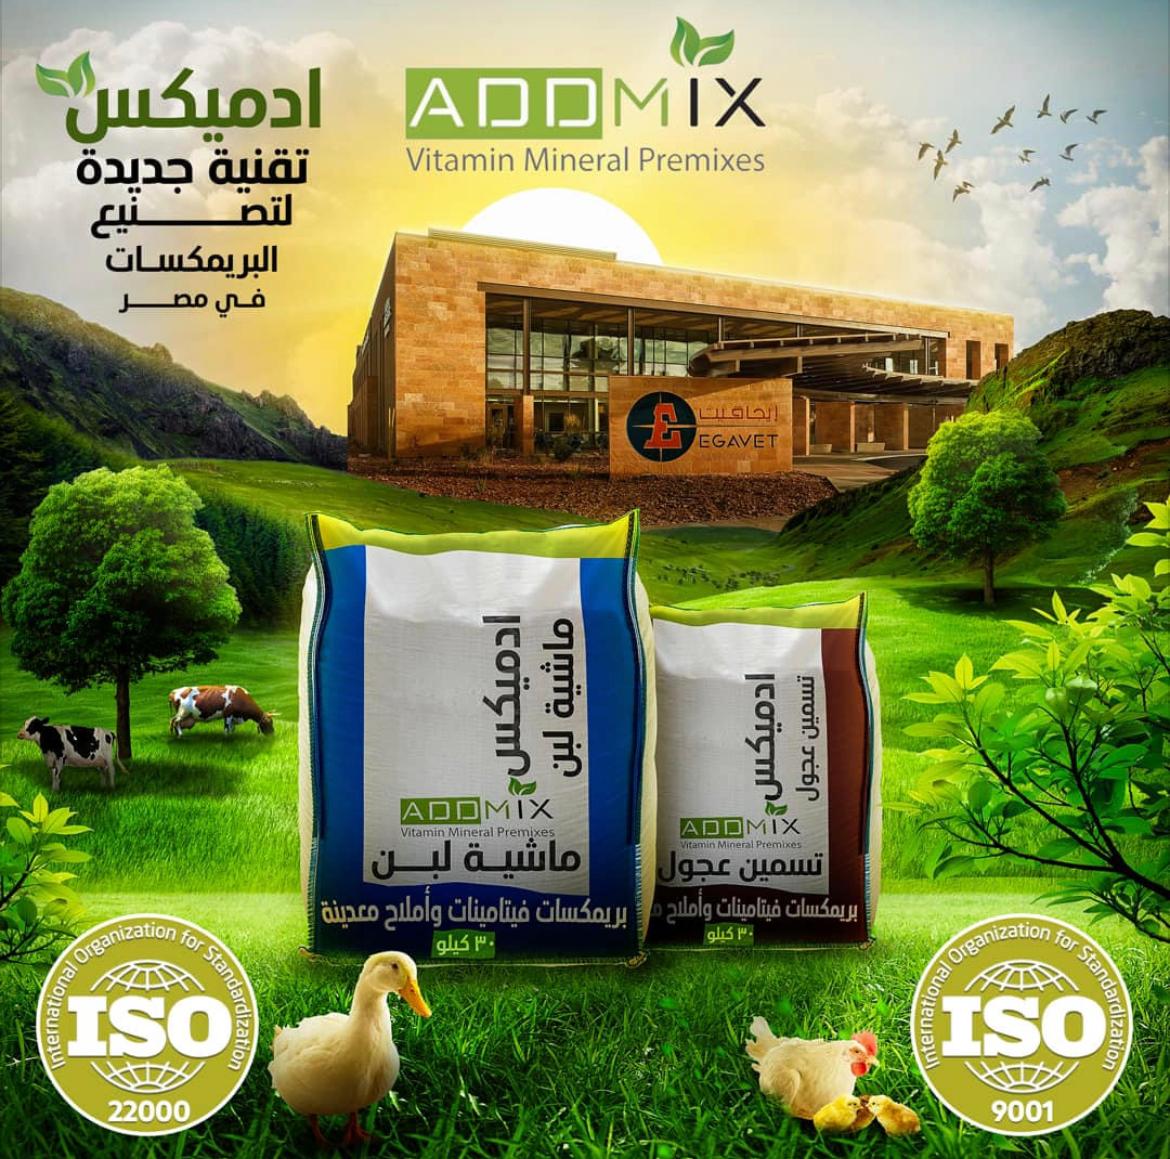 ادميكس
تقنية جديدة
لتصنيع
البريمكسات
في مصر
ADDMIX
Vitamin Mineral Premixes
إيجافيت
EGAVET
ادميكس
ماشية لبن
ADDMIX
Vitamin Mineral Premixes
ماشية لبن
بريمكسات فيتامينات وأملاح معدينة
٣٠ كيلو
ادميكس
تسمين عجول
ADDMIX
Vitamin Mineral Premixes
تسمين عجول
بريمكسات فيتامينات وأملاح م
٣٠ كيلو
International Organization for Standardization
ISO
22000
International Organization for Standardization
ISO
9001